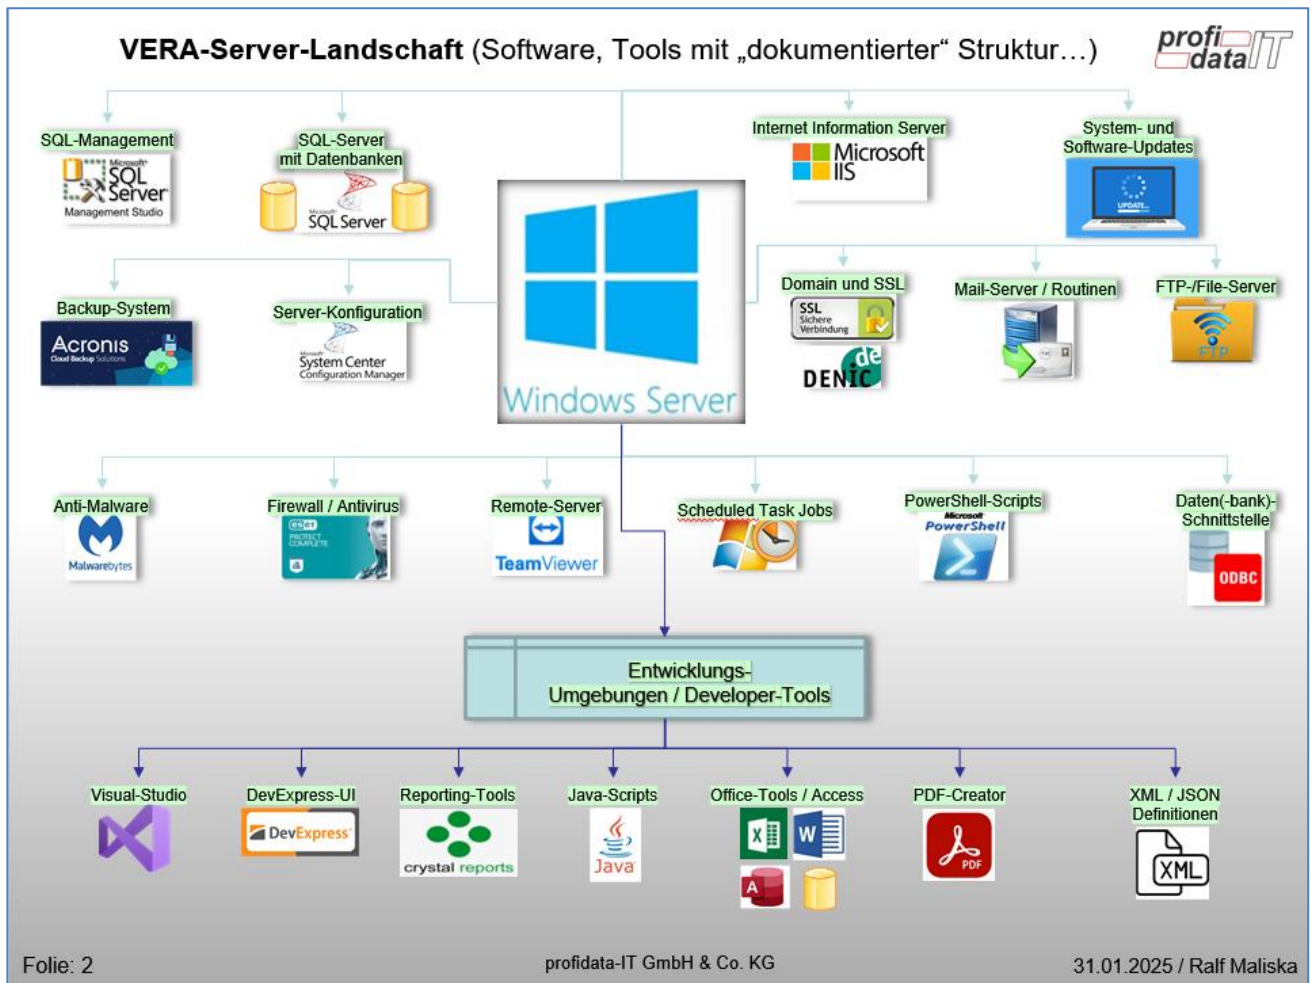 VERA-Server-Landschaft (Software, Tools mit „dokumentierter“ Struktur…)
profi
data IT
SQL-Management
Microsoft
SQL
Server
Management Studio
SQL-Server
mit Datenbanken
Microsoft
SQL Server
Internet Information Server
Microsoft
IIS
System- und
Software-Updates
UPDATE...
Backup-System
Acronis
Cloud Backup Solutions
Server-Konfiguration
Microsoft
System Center
Configuration Manager
Windows Server
Domain und SSL
SSL
Sichere
Verbindung
DENIC
de
Mail-Server / Routinen
FTP-/File-Server
FTP
Anti-Malware
Malwarebytes
Firewall / Antivirus
eset
PROTECT
COMPLETE
Remote-Server
TeamViewer
Scheduled Task Jobs
PowerShell-Scripts
Microsoft
PowerShell
Daten(-bank)-
Schnittstelle
ODBC
Entwicklungs-
Umgebungen / Developer-Tools
Visual-Studio
DevExpress-UI
DevExpress
Reporting-Tools
crystal reports
Java-Scripts
Java
Office-Tools / Access
X
W
A
PDF-Creator
PDF
XML / JSON
Definitionen
XML
Folie: 2
profidata-IT GmbH & Co. KG
31.01.2025 / Ralf Maliska